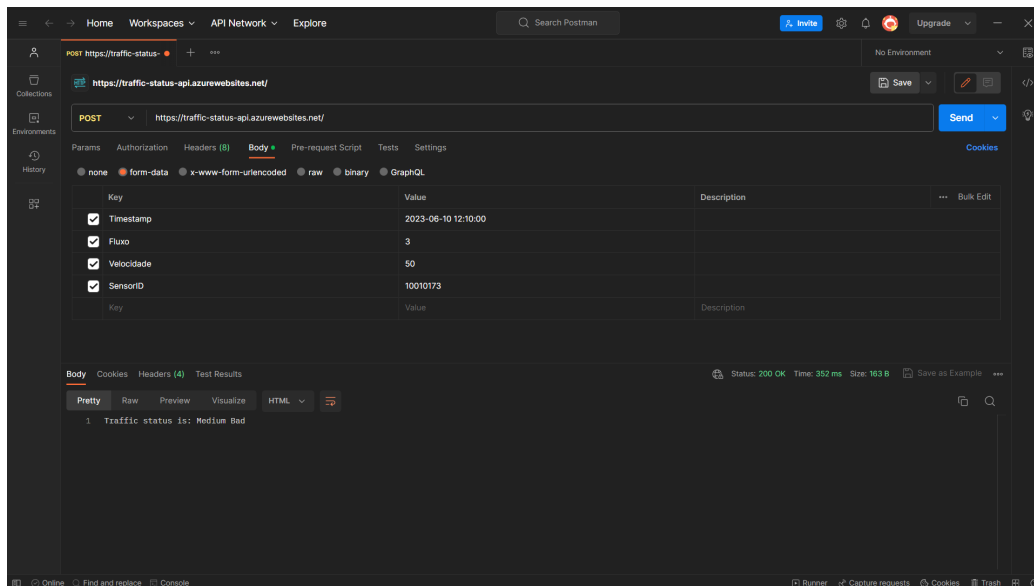 Home Workspaces API Network Explore Search Postman Invite Upgrade
POST https://traffic-status- No Environment
https://traffic-status-api.azurewebsites.net/ Save
POST https://traffic-status-api.azurewebsites.net/ Send
Params Authorization Headers (8) Body Pre-request Script Tests Settings Cookies
none form-data x-www-form-urlencoded raw binary GraphQL
Key Value Description Bulk Edit
Timestamp 2023-06-10 12:10:00
Fluxo 3
Velocidade 50
SensorID 10010173
Key Value Description
Collections
Environments
History
Body Cookies Headers (4) Test Results Status: 200 OK Time: 352 ms Size: 163 B Save as Example
Pretty Raw Preview Visualize HTML
1 Traffic status is: Medium Bad
Online Find and replace Console Runner Capture requests Cookies Trash